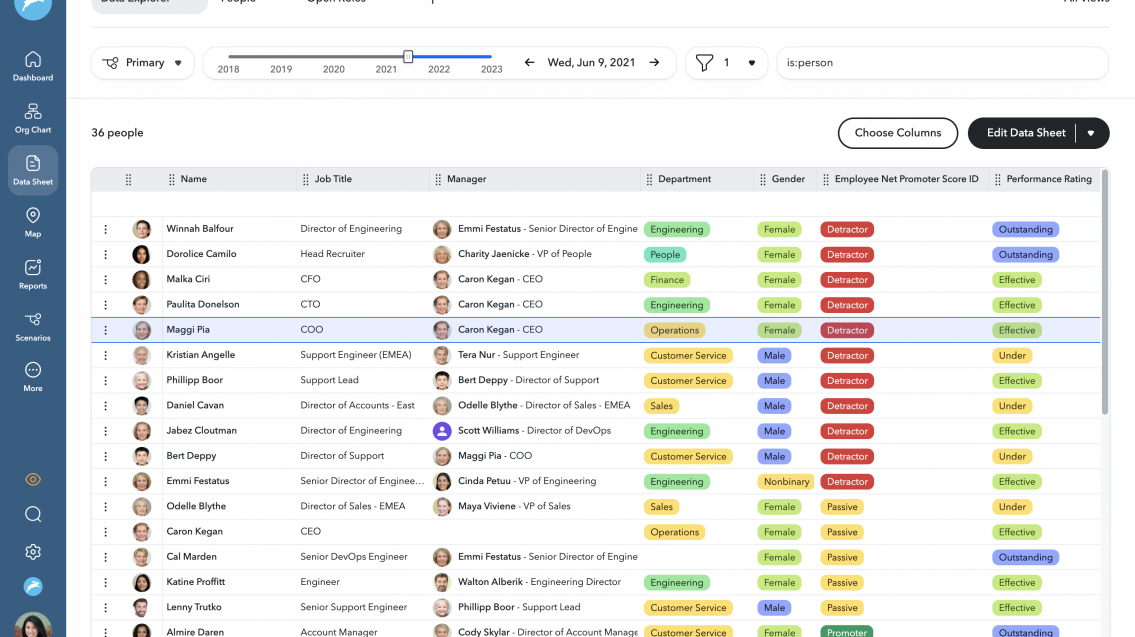 Data Explorer People Open Roles All Views
Primary
2018 2019 2020 2021 2022 2023
Wed, Jun 9, 2021
1
is:person
Dashboard
Org Chart
Data Sheet
Map
Reports
Scenarios
More
36 people
Choose Columns
Edit Data Sheet
Name Job Title Manager Department Gender Employee Net Promoter Score ID Performance Rating
Winnah Balfour Director of Engineering Emmi Festatus - Senior Director of Engine Engineering Female Detractor Outstanding
Dorolice Camilo Head Recruiter Charity Jaenicke - VP of People People Female Detractor Outstanding
Malka Ciri CFO Caron Kegan - CEO Finance Female Detractor Effective
Paulita Donelson CTO Caron Kegan - CEO Engineering Female Detractor Effective
Maggi Pia COO Caron Kegan - CEO Operations Female Detractor Effective
Kristian Angelle Support Engineer (EMEA) Tera Nur - Support Engineer Customer Service Male Detractor Under
Phillipp Boor Support Lead Bert Deppy - Director of Support Customer Service Male Detractor Effective
Daniel Cavan Director of Accounts - East Odelle Blythe - Director of Sales - EMEA Sales Male Detractor Under
Jabez Cloutman Director of Engineering Scott Williams - Director of DevOps Engineering Male Detractor Effective
Bert Deppy Director of Support Maggi Pia - COO Customer Service Male Detractor Under
Emmi Festatus Senior Director of Enginee... Cinda Petuu - VP of Engineering Engineering Nonbinary Detractor Effective
Odelle Blythe Director of Sales - EMEA Maya Viviene - VP of Sales Sales Female Passive Under
Caron Kegan CEO Operations Female Passive Effective
Cal Marden Senior DevOps Engineer Emmi Festatus - Senior Director of Engine Female Passive Outstanding
Katine Proffitt Engineer Walton Alberik - Engineering Director Engineering Female Passive Effective
Lenny Trutko Senior Support Engineer Phillipp Boor - Support Lead Customer Service Male Passive Effective
Almire Daren Account Manager Cody Skylar - Director of Account Manage Customer Service Female Promoter Outstanding